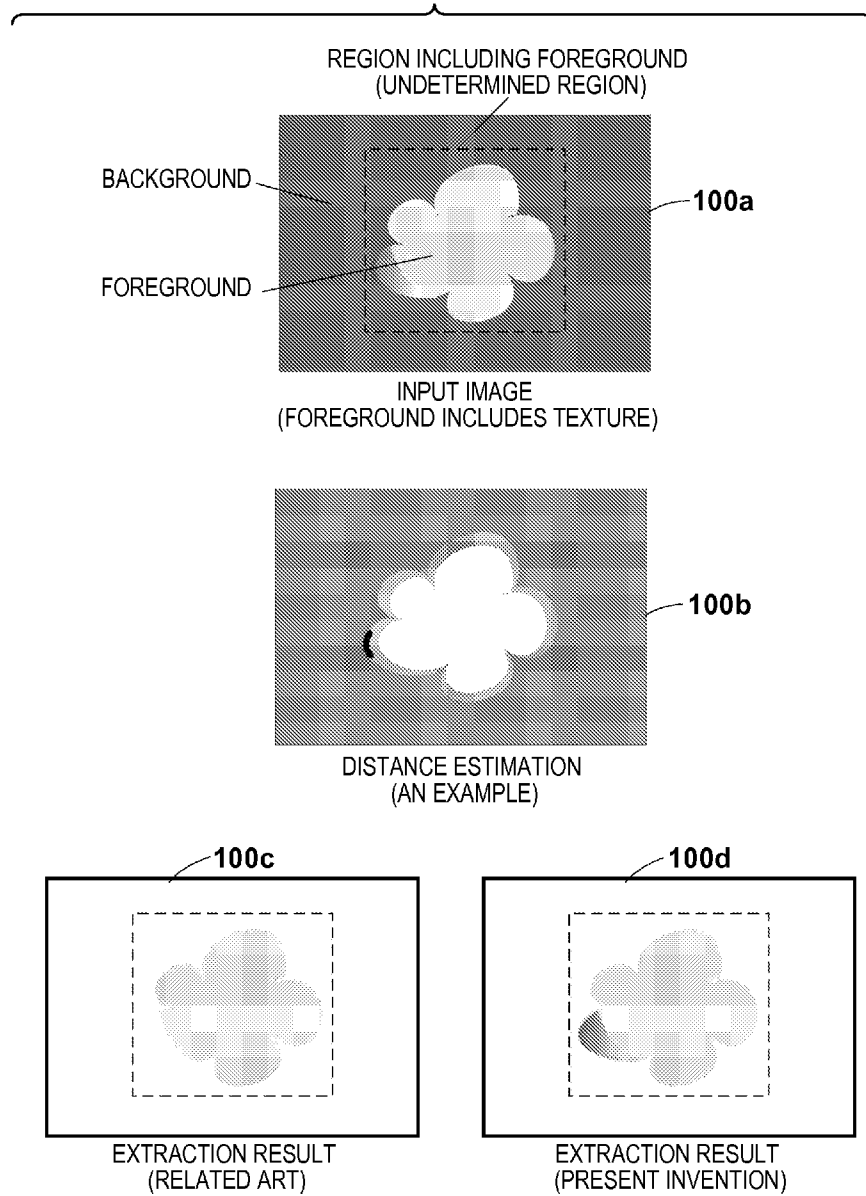 REGION INCLUDING FOREGROUND
(UNDETERMINED REGION)
BACKGROUND
100a
FOREGROUND
INPUT IMAGE
(FOREGROUND INCLUDES TEXTURE)
100b
DISTANCE ESTIMATION
(AN EXAMPLE)
100c
100d
EXTRACTION RESULT
(RELATED ART)
EXTRACTION RESULT
(PRESENT INVENTION)